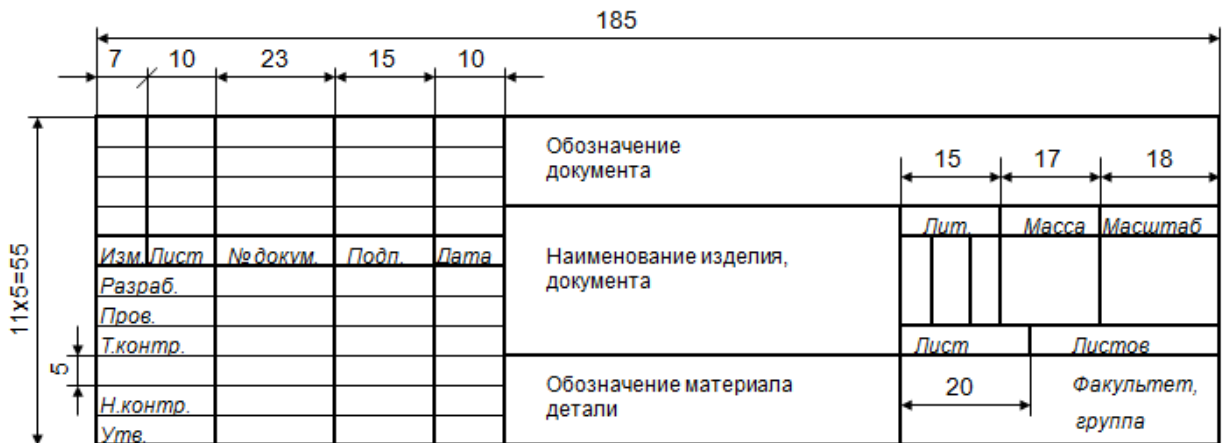 185
7 10 23 15 10
Обозначение
документа
15 17 18
Лит. Масса Масштаб
Изм. Лист № докум. Подп. Дата
Наименование изделия,
документа
11х5=55
Разраб.
Пров.
Т.контр.
Лист Листов
5
Обозначение материала
детали
20
Факультет,
группа
Н.контр.
Утв.